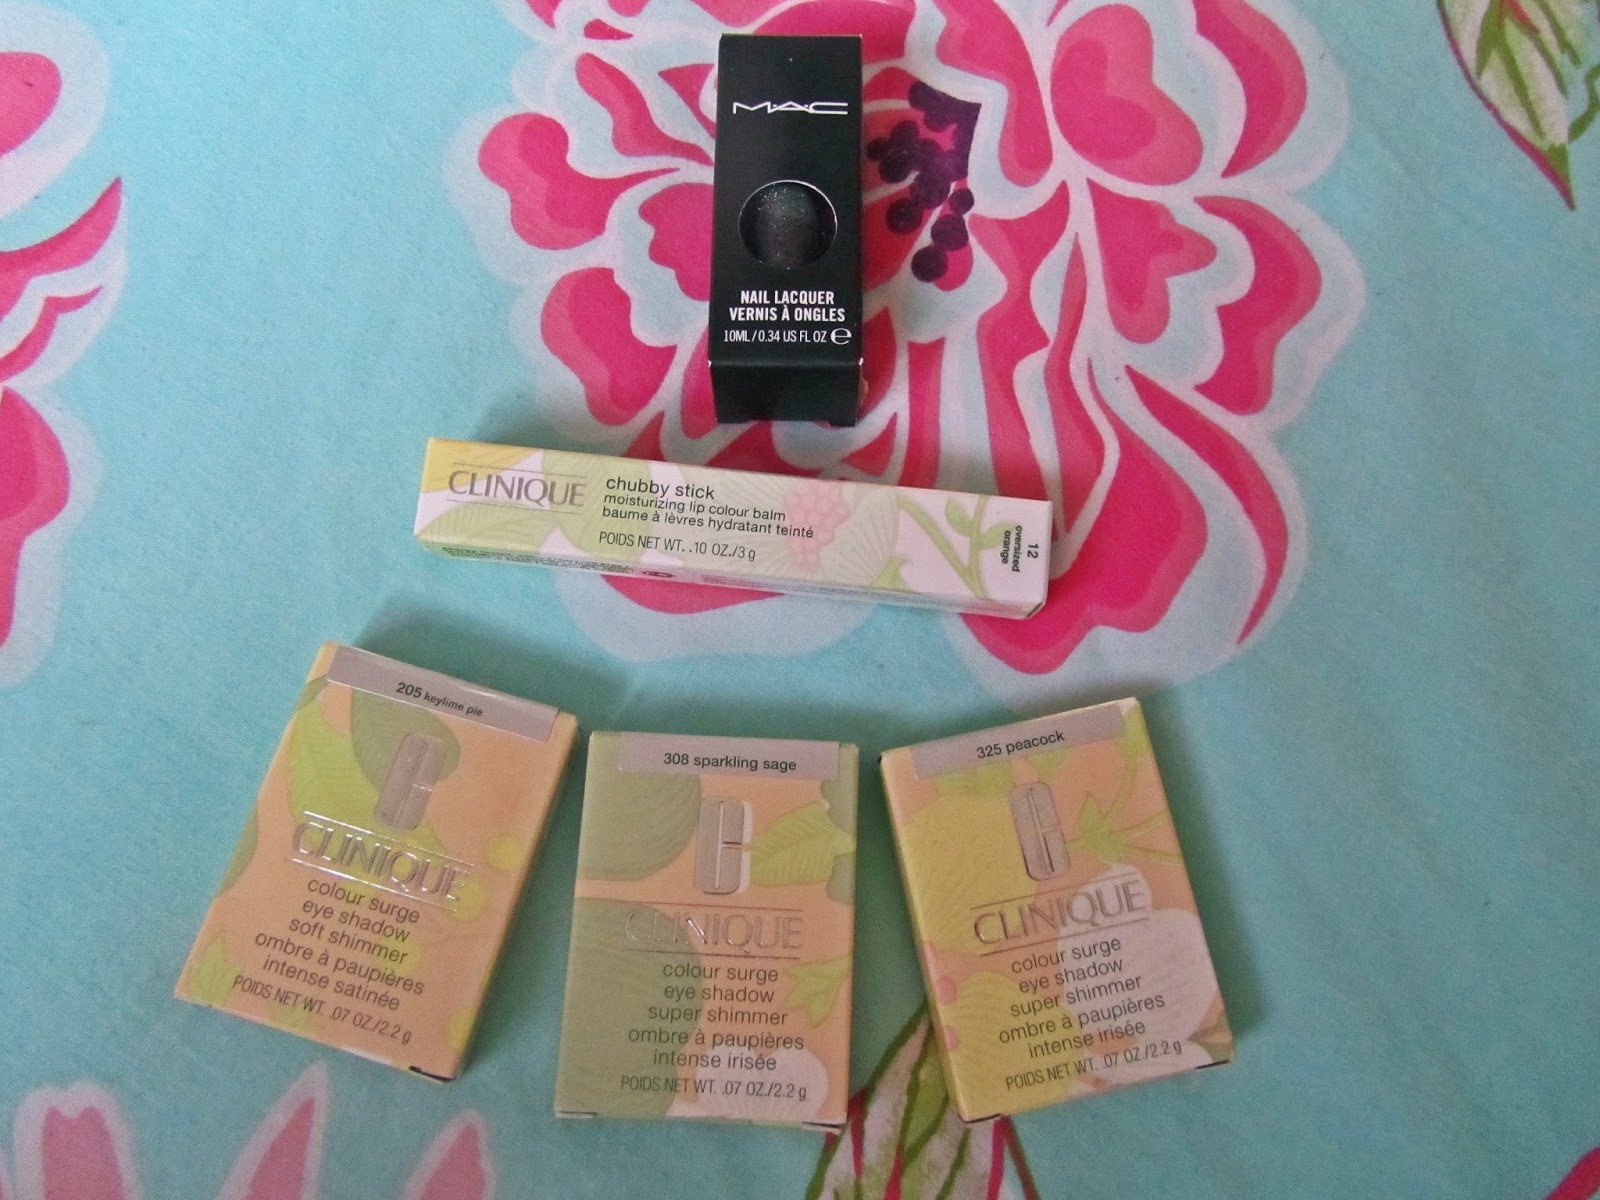 M·A·C
NAIL LACQUER
VERNIS À ONGLES
10ML / 0.34 US FL OZ ℮
CLINIQUE
chubby stick
moisturizing lip colour balm
baume à lèvres hydratant teinté
POIDS NET WT. .10 OZ./3 g
12
oversized
orange
205 keylime pie
CLINIQUE
colour surge
eye shadow
soft shimmer
ombre à paupières
intense satinée
POIDS NET WT. .07 OZ./2.2 g
308 sparkling sage
CLINIQUE
colour surge
eye shadow
super shimmer
ombre à paupières
intense irisée
POIDS NET WT. .07 OZ./2.2 g
325 peacock
CLINIQUE
colour surge
eye shadow
super shimmer
ombre à paupières
intense irisée
POIDS NET WT. .07 OZ./2.2 g